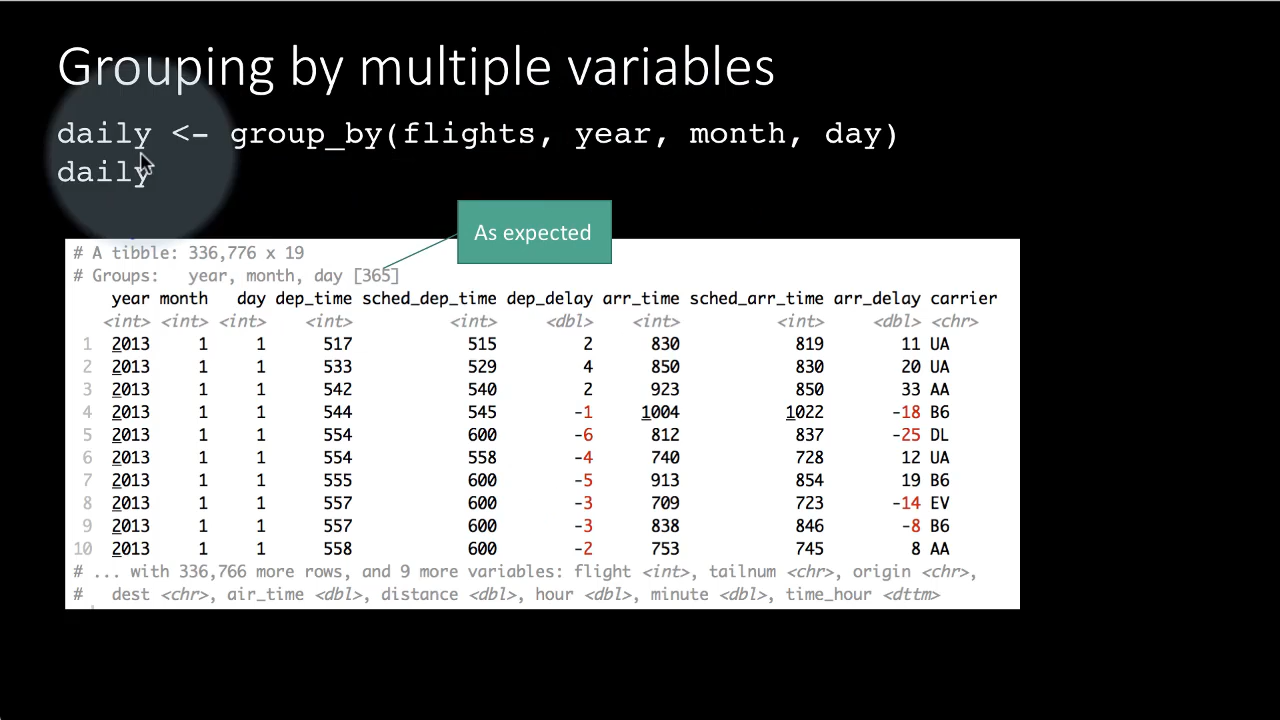 Grouping by multiple variables
daily <- group_by(flights, year, month, day)
daily
As expected
# A tibble: 336,776 x 19
# Groups: year, month, day [365]
year month day dep_time sched_dep_time dep_delay arr_time sched_arr_time arr_delay carrier
<int> <int> <int> <int> <int> <dbl> <int> <int> <dbl> <chr>
1 2013 1 1 517 515 2 830 819 11 UA
2 2013 1 1 533 529 4 850 830 20 UA
3 2013 1 1 542 540 2 923 850 33 AA
4 2013 1 1 544 545 -1 1004 1022 -18 B6
5 2013 1 1 554 600 -6 812 837 -25 DL
6 2013 1 1 554 558 -4 740 728 12 UA
7 2013 1 1 555 600 -5 913 854 19 B6
8 2013 1 1 557 600 -3 709 723 -14 EV
9 2013 1 1 557 600 -3 838 846 -8 B6
10 2013 1 1 558 600 -2 753 745 8 AA
# ... with 336,766 more rows, and 9 more variables: flight <int>, tailnum <chr>, origin <chr>,
# dest <chr>, air_time <dbl>, distance <dbl>, hour <dbl>, minute <dbl>, time_hour <dttm>